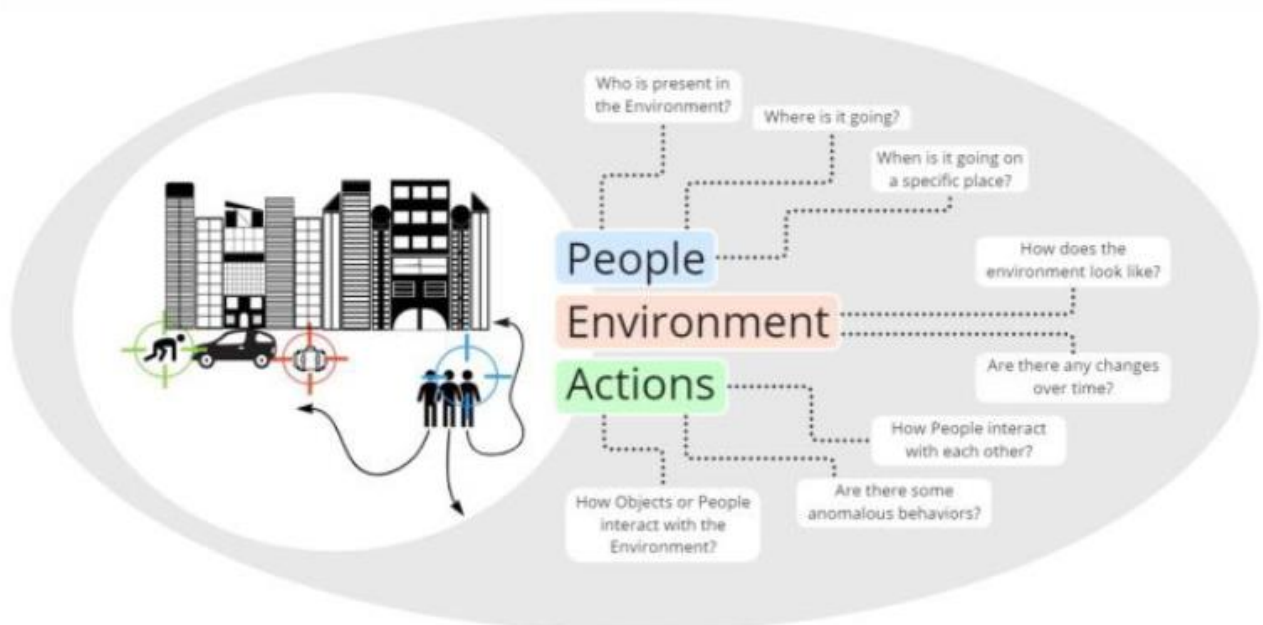 Who is present in
the Environment?
Where is it going?
When is it going on
a specific place?
People
How does the
environment look like?
Environment
Are there any changes
over time?
Actions
How People interact
with each other?
Are there some
anomalous behaviors?
How Objects or People
interact with the
Environment?